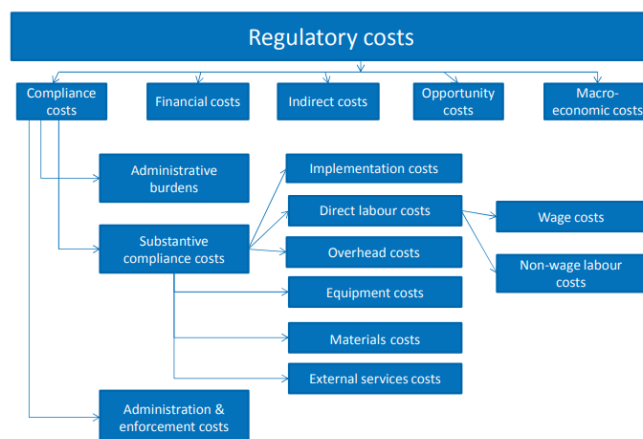 Regulatory costs
Compliance
costs
Financial costs
Indirect costs
Opportunity
costs
Macro-
economic costs
Administrative
burdens
Implementation costs
Direct labour costs
Wage costs
Substantive
compliance costs
Overhead costs
Non-wage labour
costs
Equipment costs
Materials costs
External services costs
Administration &
enforcement costs